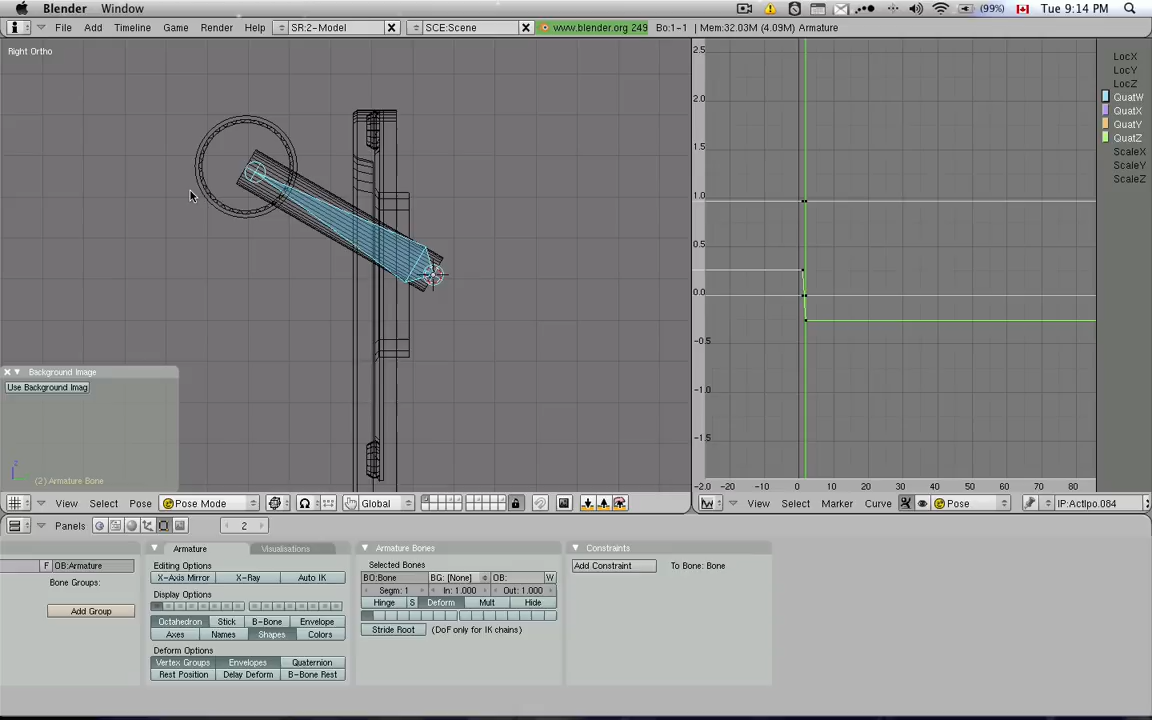 Blender Window (99%) Tue 9:14 PM
File Add Timeline Game Render Help SR:2-Model SCE:Scene www.blender.org 249 Bo:1-1 | Mem:32.03M (4.09M) Armature
Right Ortho
Background Image
Use Background Imag
z
(2) Armature Bone
2.5
2.0
1.5
1.0
0.5
0.0
-0.5
-1.0
-1.5
-2.0 0 10 20 30 40 50 60 70 80
LocX
LocY
LocZ
QuatW
QuatX
QuatY
QuatZ
ScaleX
ScaleY
ScaleZ
View Select Pose Pose Mode Global
View Select Marker Curve Pose IP:ActIpo.084
Panels 2
F OB:Armature
Bone Groups:
Add Group
Armature Visualisations
Editing Options
X-Axis Mirror X-Ray Auto IK
Display Options
Octahedron Stick B-Bone Envelope
Axes Names Shapes Colors
Deform Options
Vertex Groups Envelopes Quaternion
Rest Position Delay Deform B-Bone Rest
Armature Bones
Selected Bones
BO:Bone BG: [None] OB: W
Segm: 1 In: 1.000 Out: 1.000
Hinge S Deform Mult Hide
Stride Root (DoF only for IK chains)
Constraints
Add Constraint To Bone: Bone